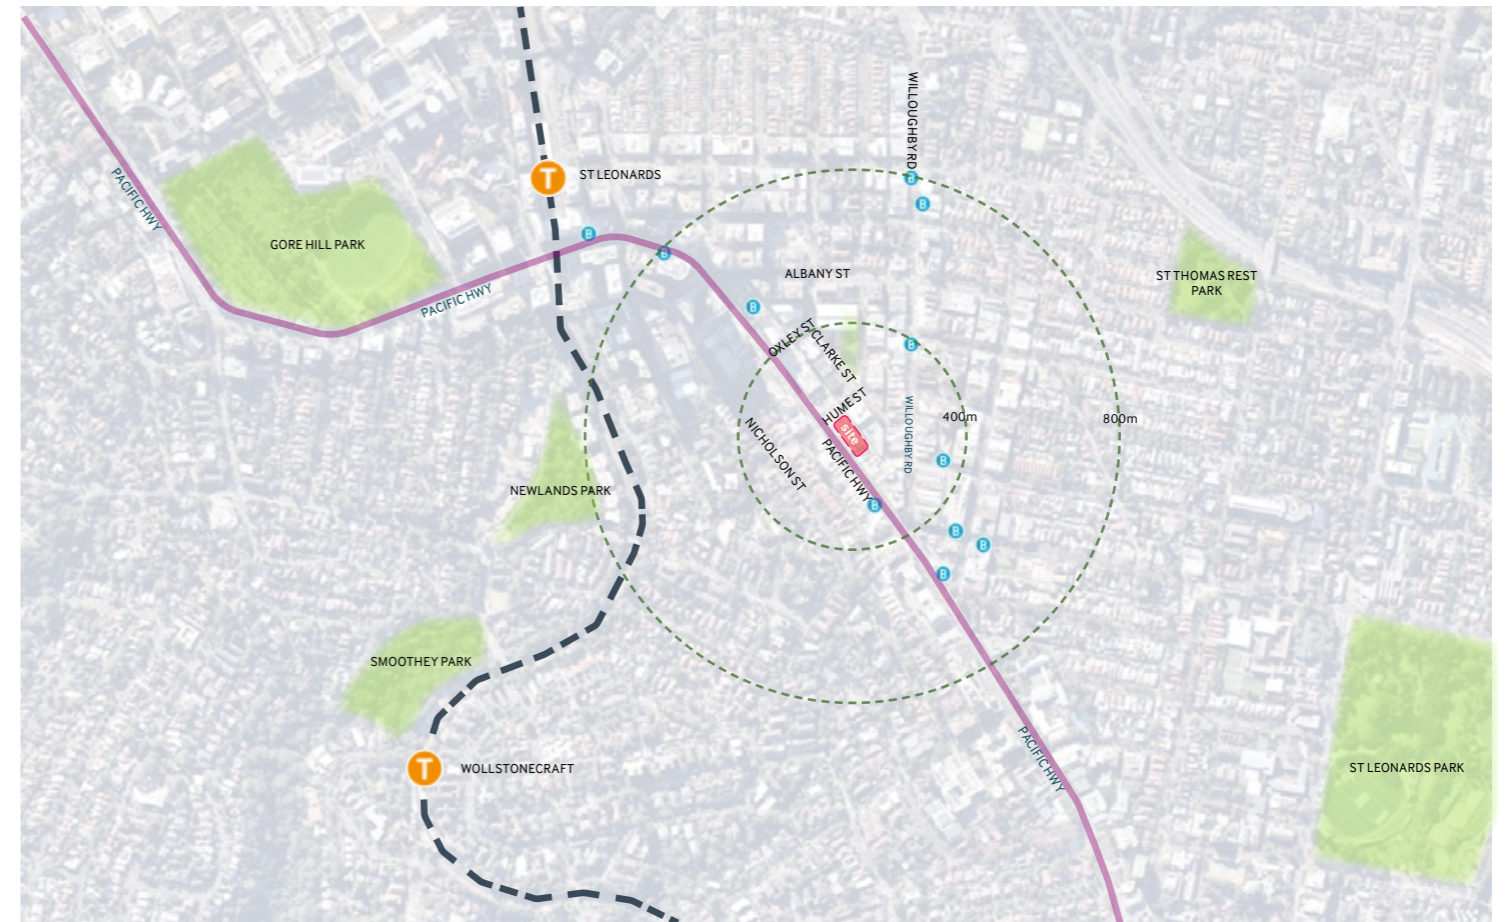 WILLOUGHBY RD
PACIFIC HWY
T
ST LEONARDS
B
B
B
GORE HILL PARK
B
B
ALBANY ST
ST THOMAS REST
PARK
PACIFIC HWY
B
OXLEY ST
CLARKE ST
B
HUME ST
site
PACIFIC HWY
NICHOLSON ST
WILLOUGHBY RD
400m
800m
B
NEWLANDS PARK
B
B
B
B
SMOOTHEY PARK
T
WOLLSTONECRAFT
PACIFIC HWY
ST LEONARDS PARK